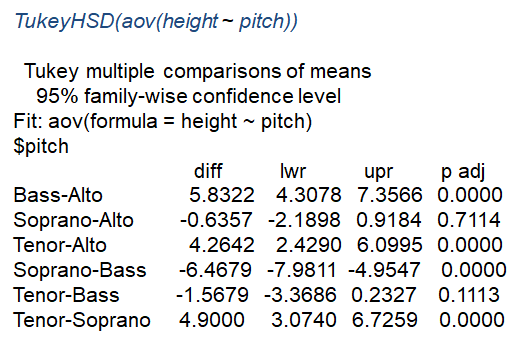 TukeyHSD(aov(height ~ pitch))
Tukey multiple comparisons of means
95% family-wise confidence level
Fit: aov(formula = height ~ pitch)
$pitch
diff lwr upr p adj
Bass-Alto 5.8322 4.3078 7.3566 0.0000
Soprano-Alto -0.6357 -2.1898 0.9184 0.7114
Tenor-Alto 4.2642 2.4290 6.0995 0.0000
Soprano-Bass -6.4679 -7.9811 -4.9547 0.0000
Tenor-Bass -1.5679 -3.3686 0.2327 0.1113
Tenor-Soprano 4.9000 3.0740 6.7259 0.0000